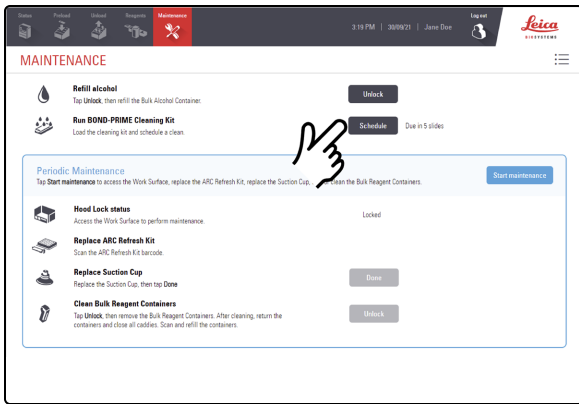 Status Preload Unload Reagents Maintenance
3:19 PM | 30/09/21 | Jane Doe
Log out
Leica
BIOSYSTEMS
MAINTENANCE
Refill alcohol
Tap Unlock, then refill the Bulk Alcohol Container.
Unlock
Run BOND-PRIME Cleaning Kit
Load the cleaning kit and schedule a clean.
Schedule
Due in 5 slides
Periodic Maintenance
Tap Start maintenance to access the Work Surface, replace the ARC Refresh Kit, replace the Suction Cup, clean the Bulk Reagent Containers.
Start maintenance
Hood Lock status
Access the Work Surface to perform maintenance.
Locked
Replace ARC Refresh Kit
Scan the ARC Refresh Kit barcode.
Replace Suction Cup
Replace the Suction Cup, then tap Done
Done
Clean Bulk Reagent Containers
Tap Unlock, then remove the Bulk Reagent Containers. After cleaning, return the
containers and close all caddies. Scan and refill the containers.
Unlock